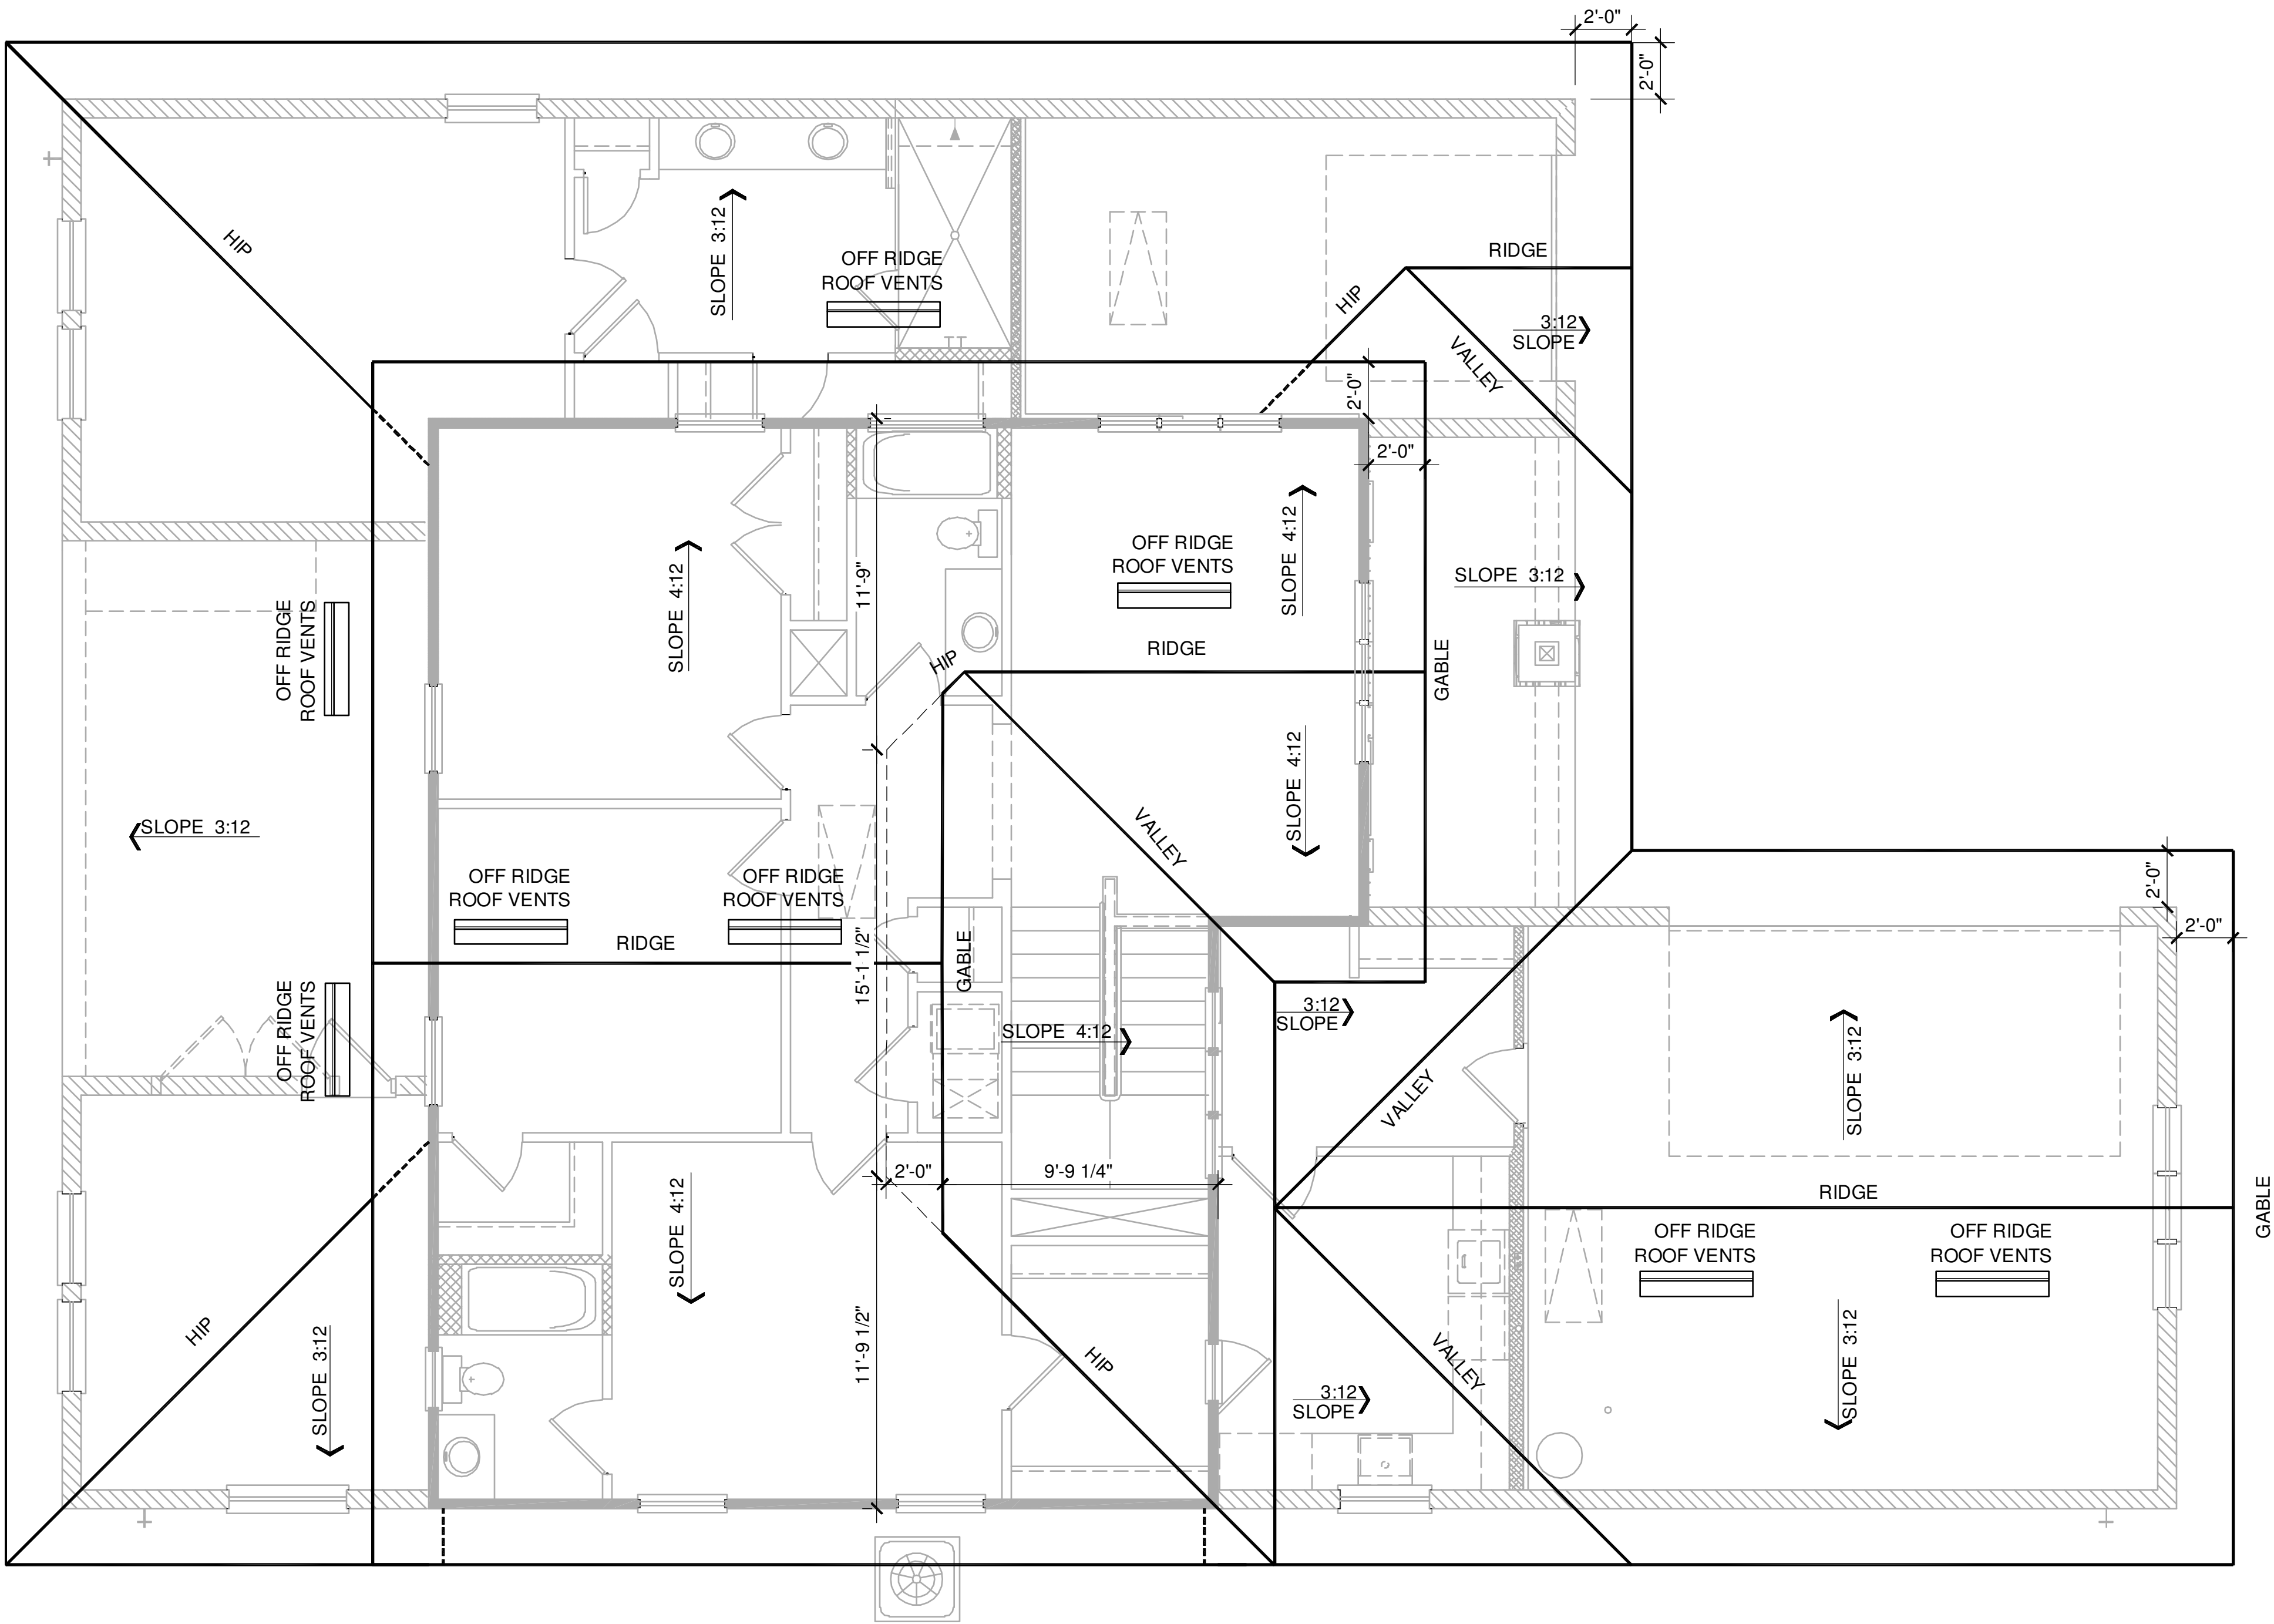 2'-0"
2'-0"
HIP
SLOPE 3:12
OFF RIDGE
ROOF VENTS
RIDGE
HIP
3:12
SLOPE
VALLEY
2'-0"
2'-0"
11'-9"
SLOPE 4:12
SLOPE 4:12
OFF RIDGE
ROOF VENTS
SLOPE 3:12
RIDGE
HIP
GABLE
OFF RIDGE
ROOF VENTS
SLOPE 3:12
SLOPE 4:12
VALLEY
OFF RIDGE
ROOF VENTS
OFF RIDGE
ROOF VENTS
RIDGE
15'-1 1/2"
GABLE
2'-0"
2'-0"
OFF RIDGE
ROOF VENTS
SLOPE 4:12
3:12
SLOPE
VALLEY
SLOPE 3:12
2'-0"
9'-9 1/4"
RIDGE
GABLE
SLOPE 4:12
OFF RIDGE
ROOF VENTS
OFF RIDGE
ROOF VENTS
HIP
SLOPE 3:12
11'-9 1/2"
HIP
3:12
SLOPE
VALLEY
SLOPE 3:12